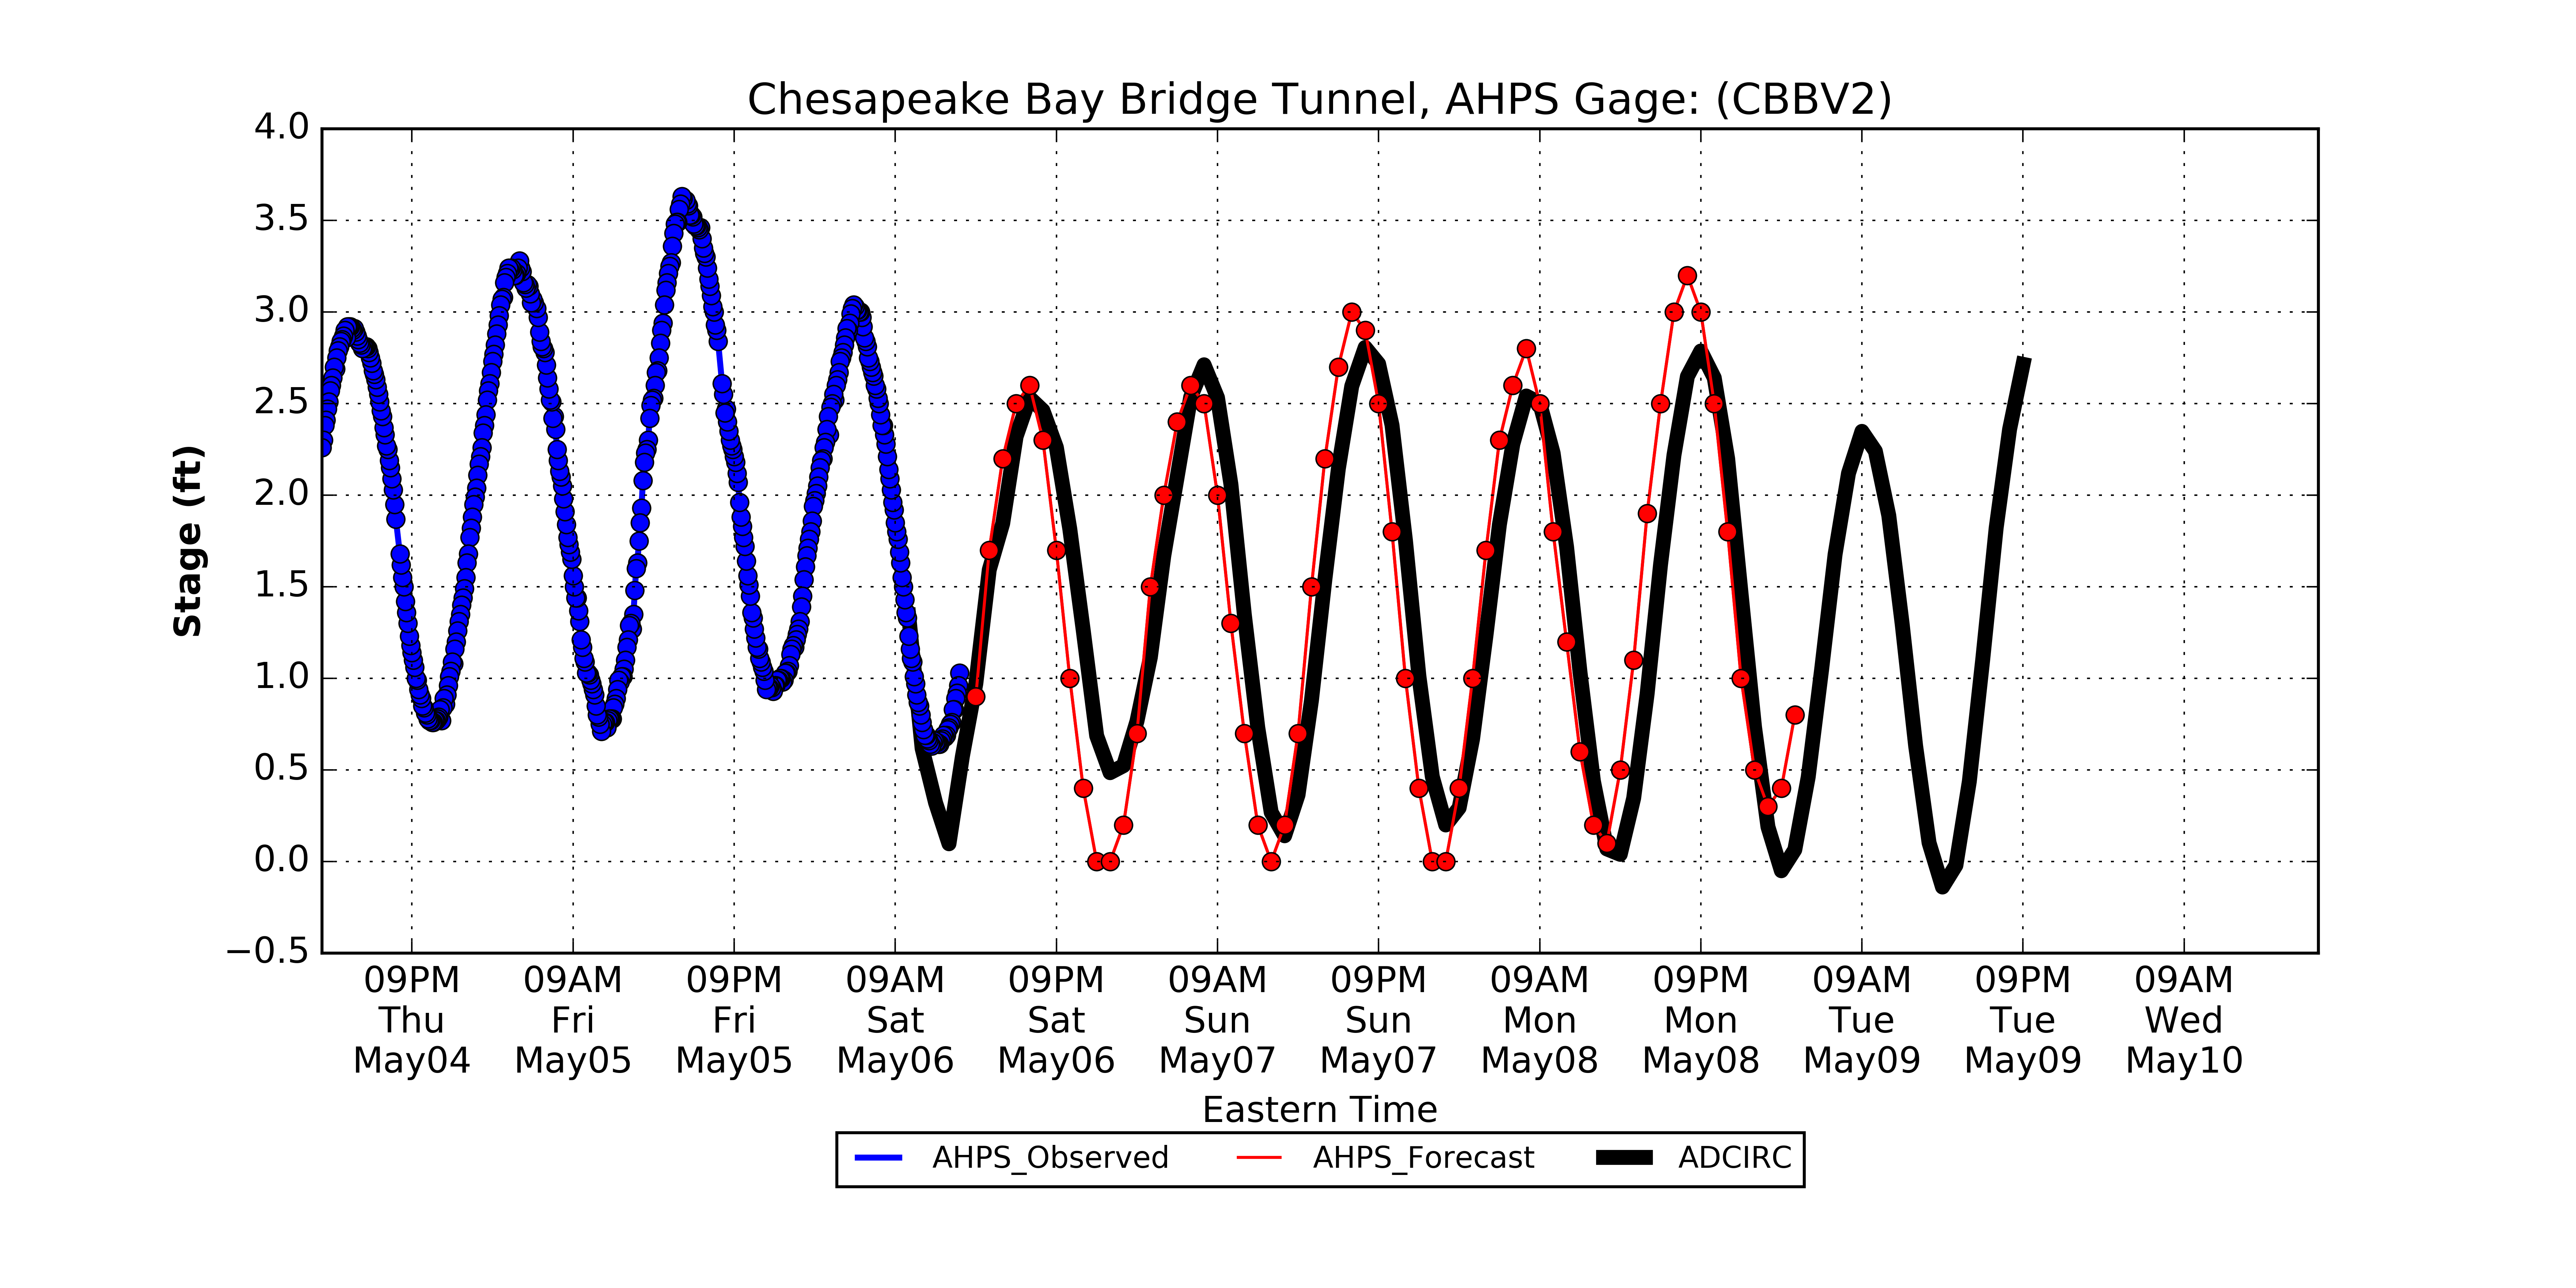 Chesapeake Bay Bridge Tunnel, AHPS Gage: (CBBV2)
4.0
3.5
3.0
2.5
2.0
1.5
1.0
0.5
0.0
−0.5
Stage (ft)
09PM 09AM 09PM 09AM 09PM 09AM 09PM 09AM 09PM 09AM 09PM 09AM
Thu Fri Fri Sat Sat Sun Sun Mon Mon Tue Tue Wed
May04 May05 May05 May06 May06 May07 May07 May08 May08 May09 May09 May10
Eastern Time
AHPS_Observed AHPS_Forecast ADCIRC